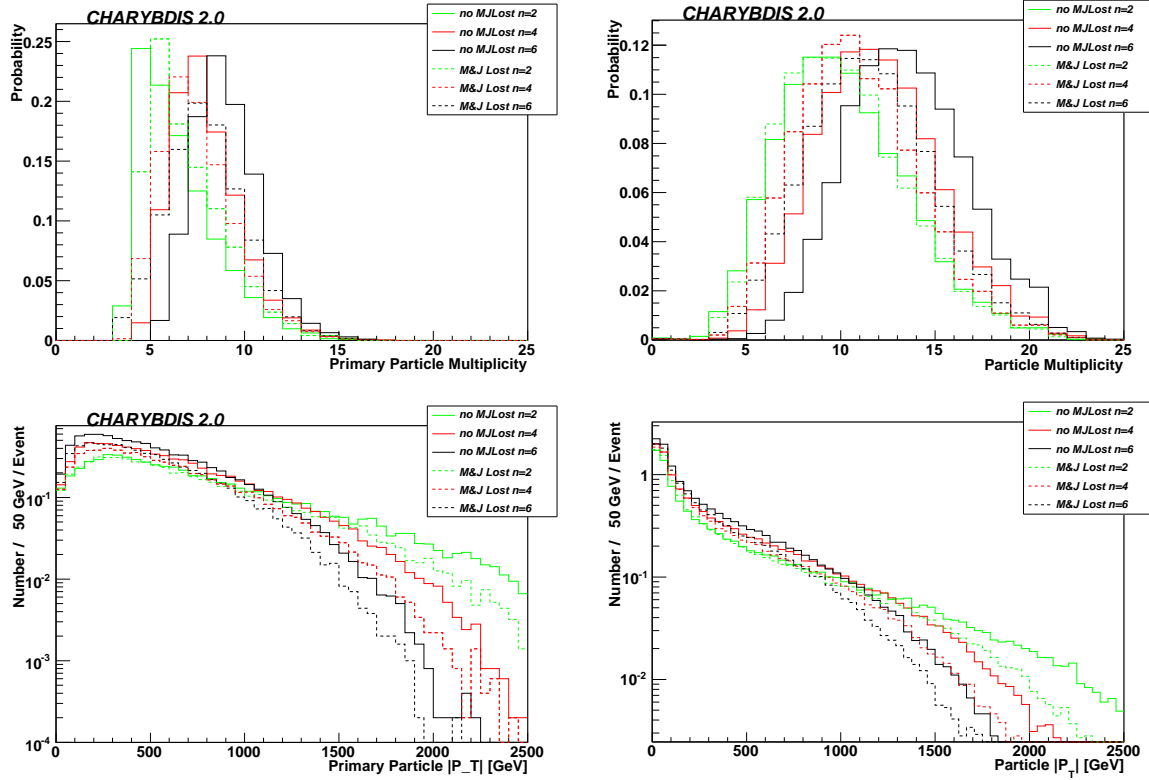 CHARYBDIS 2.0
Probability
0.25
0.2
0.15
0.1
0.05
0
0 5 10 15 20 25
Primary Particle Multiplicity
no MJLost n=2
no MJLost n=4
no MJLost n=6
M&J Lost n=2
M&J Lost n=4
M&J Lost n=6
CHARYBDIS 2.0
Probability
0.12
0.1
0.08
0.06
0.04
0.02
0
0 5 10 15 20 25
Particle Multiplicity
no MJLost n=2
no MJLost n=4
no MJLost n=6
M&J Lost n=2
M&J Lost n=4
M&J Lost n=6
CHARYBDIS 2.0
Number / 50 GeV / Event
10^-1
10^-2
10^-3
10^-4
0 500 1000 1500 2000 2500
Primary Particle |P_T| [GeV]
no MJLost n=2
no MJLost n=4
no MJLost n=6
M&J Lost n=2
M&J Lost n=4
M&J Lost n=6
Number / 50 GeV / Event
1
10^-1
10^-2
0 500 1000 1500 2000 2500
Particle |P_T| [GeV]
no MJLost n=2
no MJLost n=4
no MJLost n=6
M&J Lost n=2
M&J Lost n=4
M&J Lost n=6